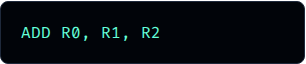 ADD R0, R1, R2